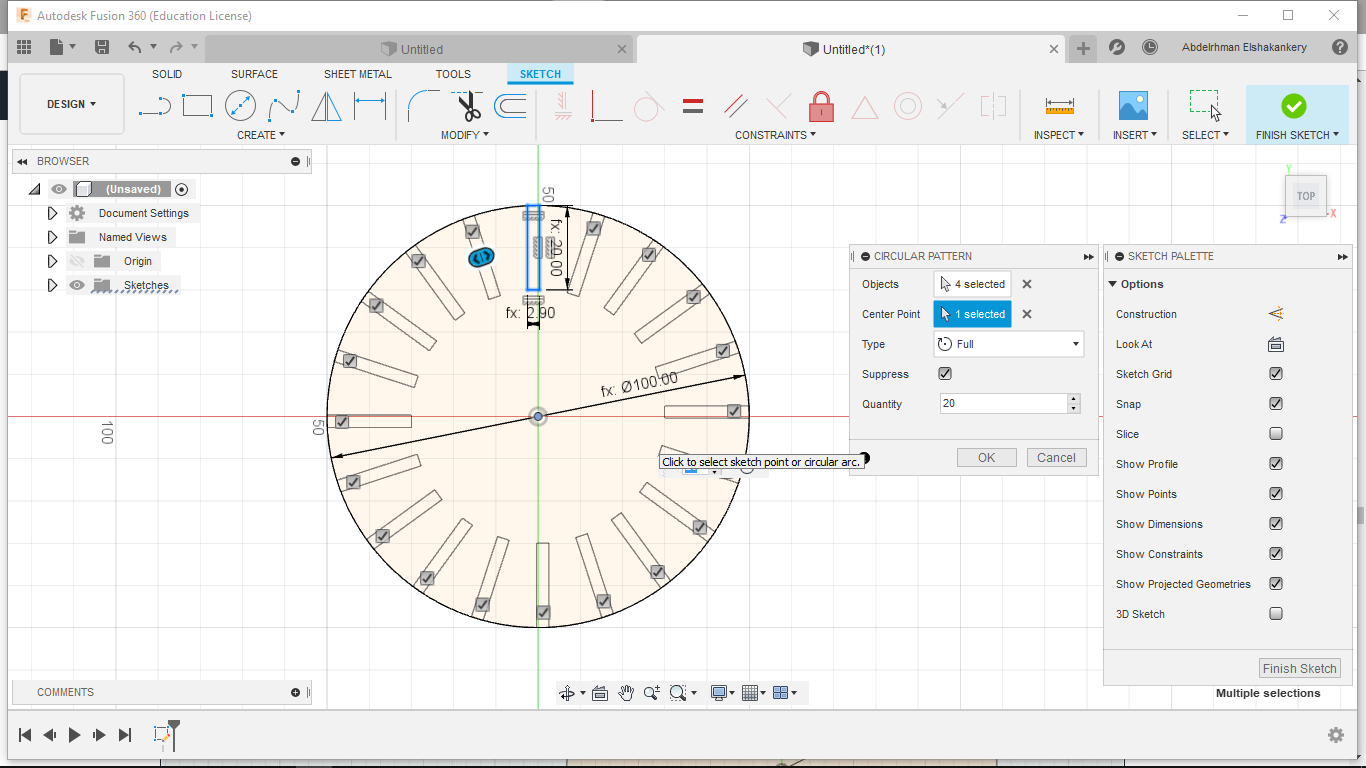 Autodesk Fusion 360 (Education License)
Untitled
Untitled*(1)
Abdelrhman Elshakankery
DESIGN
SOLID
SURFACE
SHEET METAL
TOOLS
SKETCH
CREATE
MODIFY
CONSTRAINTS
INSPECT
INSERT
SELECT
FINISH SKETCH
BROWSER
(Unsaved)
Document Settings
Named Views
Origin
Sketches
50
fx: 20.00
fx: 2.90
fx: Ø100.00
100
50
Y
TOP
X
Z
CIRCULAR PATTERN
Objects
4 selected
Center Point
1 selected
Type
Full
Suppress
Quantity
20
OK
Cancel
Click to select sketch point or circular arc.
SKETCH PALETTE
Options
Construction
Look At
Sketch Grid
Snap
Slice
Show Profile
Show Points
Show Dimensions
Show Constraints
Show Projected Geometries
3D Sketch
Finish Sketch
Multiple selections
COMMENTS